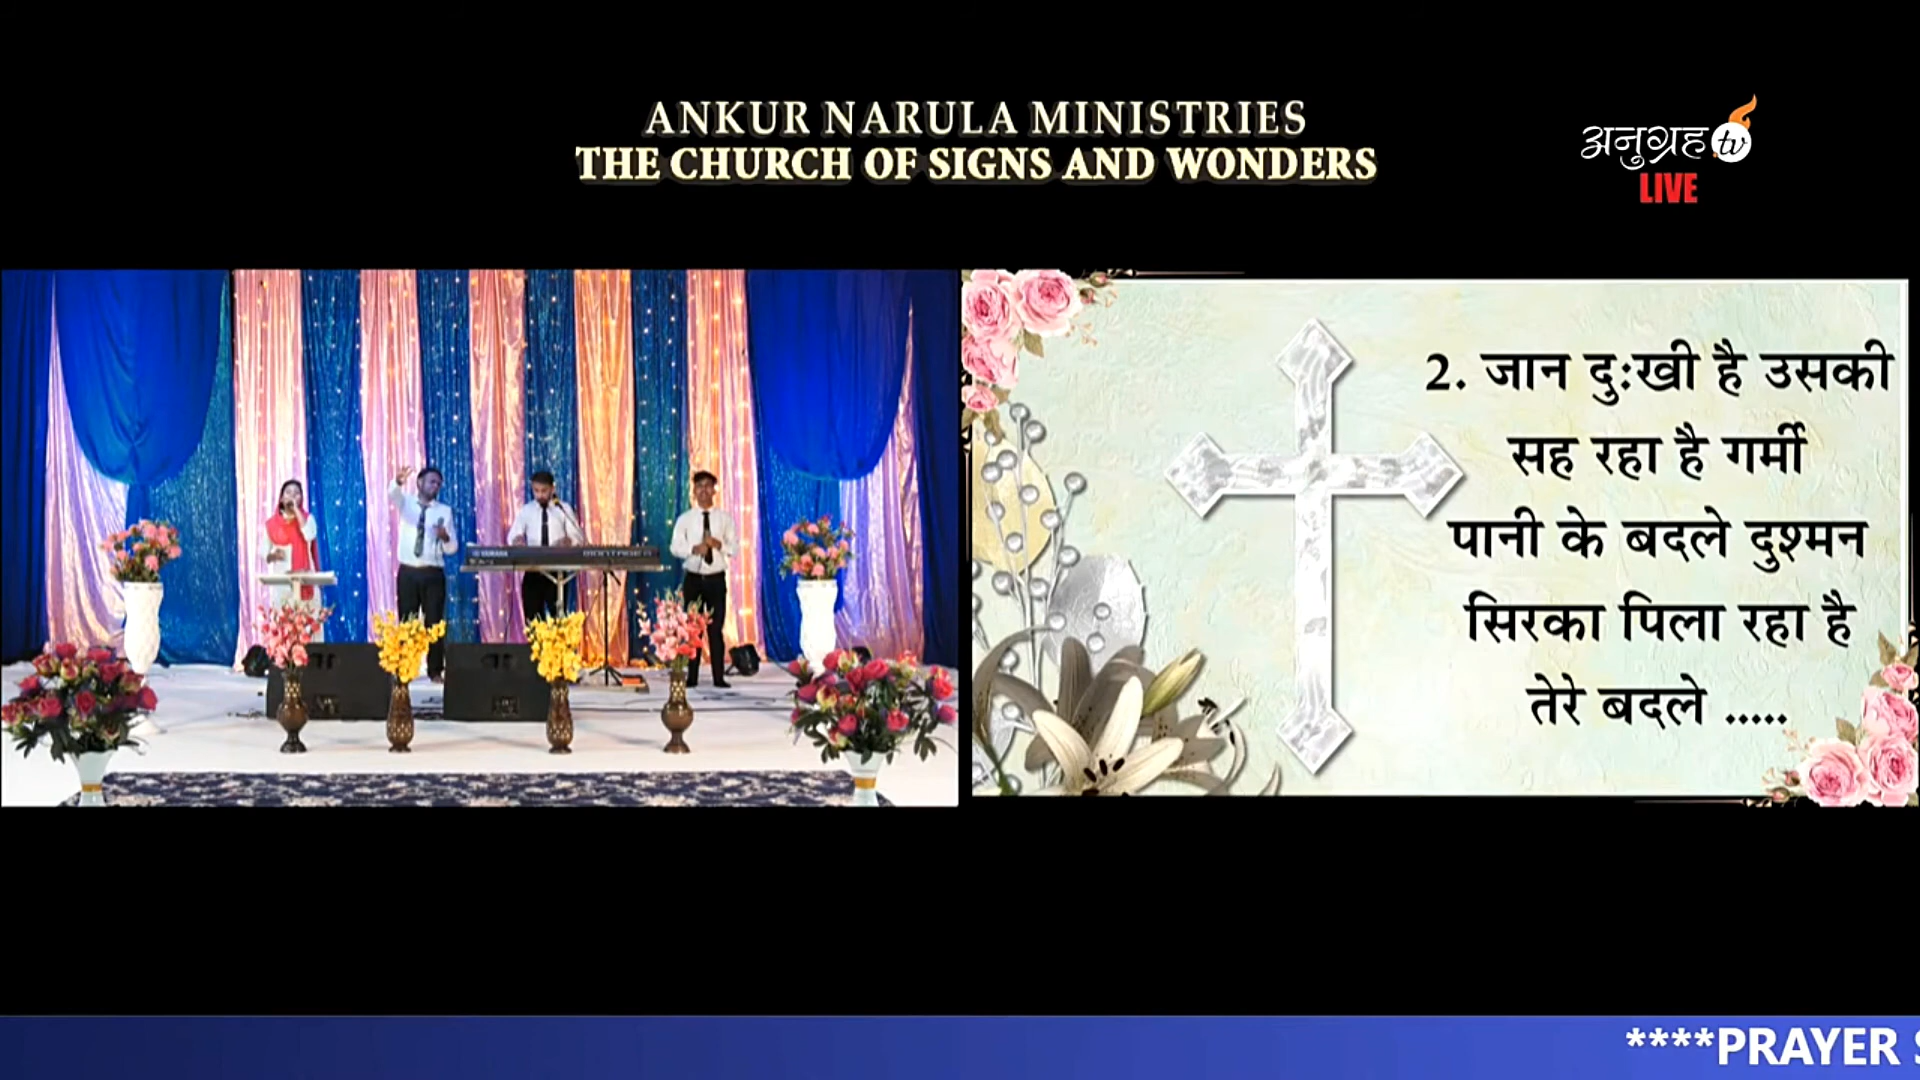 ANKUR NARULA MINISTRIES
THE CHURCH OF SIGNS AND WONDERS
अनुग्रह.tv
LIVE
YAMAHA
2. जान दुःखी है उसकी
सह रहा है गर्मी
पानी के बदले दुश्मन
सिरका पिला रहा है
तेरे बदले .....
****PRAYER